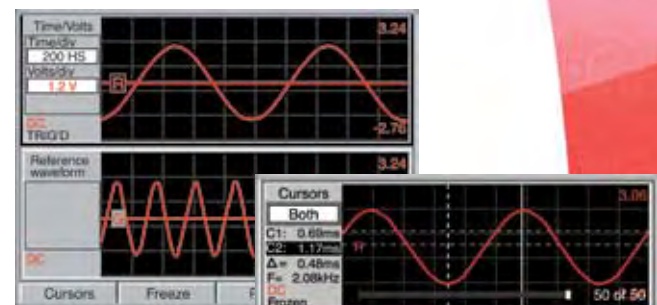 Time/Volts
3.24
Time/div
200 HS
Volts/div
1.2 V
R
DC
TRIG'D
-2.76
Reference
waveform
3.24
DC
Cursors
Freeze
Cursors
3.06
Both
C1: 0.69ms
C2: 1.17ms
Δ= 0.48ms
R
F= 2.08kHz
DC
Frozen
50 of 50